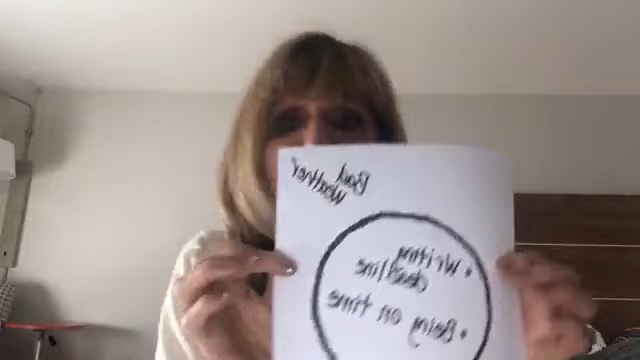 Bad
Weather
• Writing
deadline
• Being on time